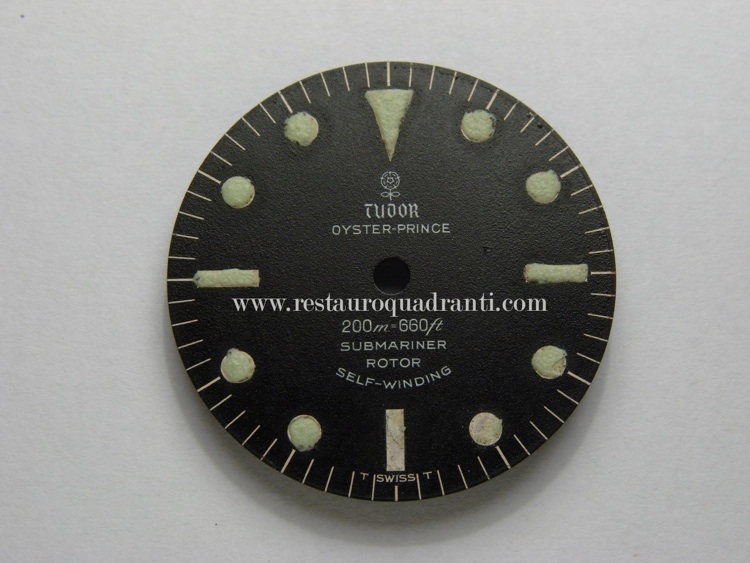 TUDOR
OYSTER-PRINCE
www.restauroquadranti.com
200m=660ft
SUBMARINER
ROTOR
SELF-WINDING
T SWISS T